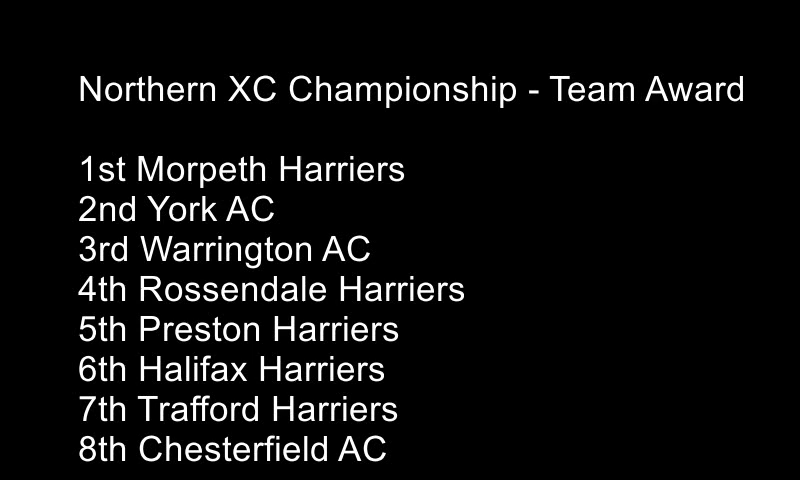 Northern XC Championship - Team Award
1st Morpeth Harriers
2nd York AC
3rd Warrington AC
4th Rossendale Harriers
5th Preston Harriers
6th Halifax Harriers
7th Trafford Harriers
8th Chesterfield AC